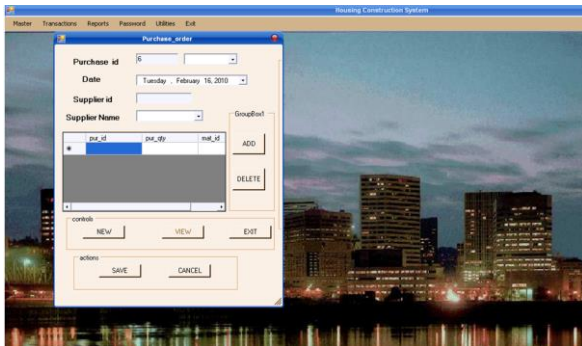 Housing Construction System
Master Transactions Reports Password Utilities Exit
Purchase_order
Purchase id 6
Date Tuesday , February 16, 2010
Supplier id
Supplier Name
GroupBox1
pur_id pur_qty mat_id
ADD
DELETE
controls
NEW VIEW EXIT
actions
SAVE CANCEL